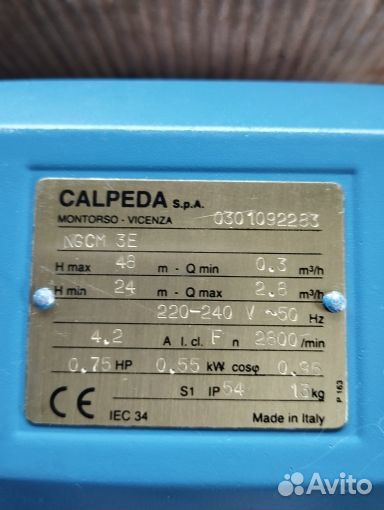 CALPEDA S.p.A.
MONTORSO - VICENZA 0301092283
NGCM 3E
H max 48 m - Q min 0.3 m³/h
H min 24 m - Q max 2.8 m³/h
220-240 V ~50 Hz
4.2 A I.cl. F n 2800/min
0.75 HP 0.55 kW cosφ 0.96
S1 IP 54 13 kg
CE IEC 34 Made in Italy
P 163
Avito